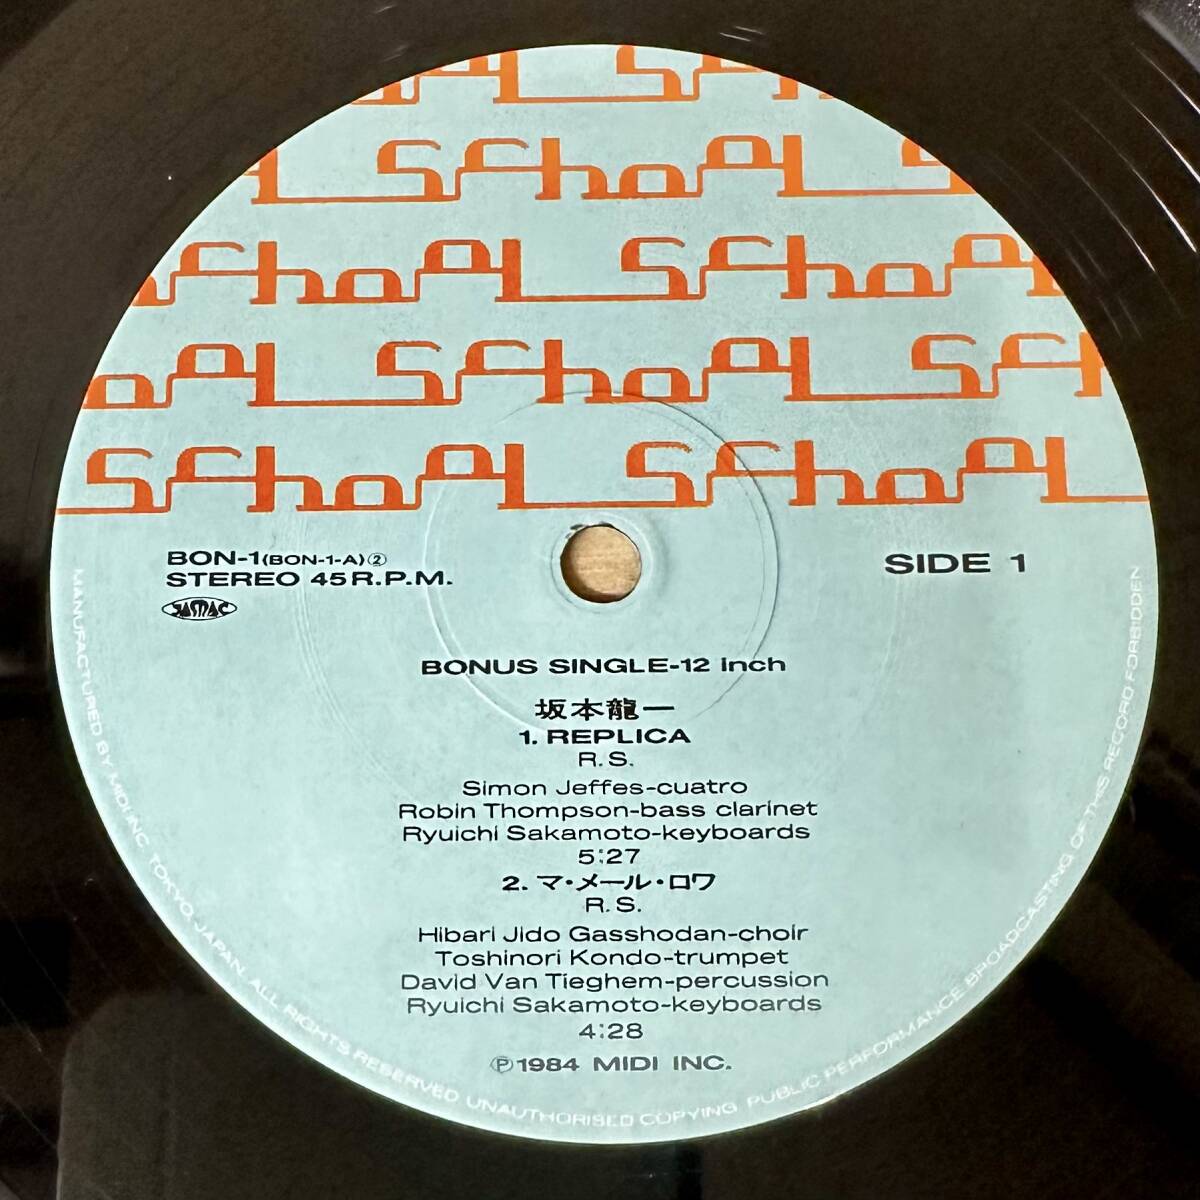 School
School School
School School
School School School
School School
BON-1(BON-1-A)②
STEREO 45 R.P.M.
JASRAC
SIDE 1
BONUS SINGLE-12 inch
坂本龍一
1. REPLICA
R.S.
Simon Jeffes-cuatro
Robin Thompson-bass clarinet
Ryuichi Sakamoto-keyboards
5:27
2. マ・メール・ロワ
R.S.
Hibari Jido Gasshodan-choir
Toshinori Kondo-trumpet
David Van Tieghem-percussion
Ryuichi Sakamoto-keyboards
4:28
Ⓟ1984 MIDI INC.
MANUFACTURED BY MIDI INC. TOKYO, JAPAN. ALL RIGHTS RESERVED. UNAUTHORISED COPYING PUBLIC PERFORMANCE BROADCASTING OF THIS RECORD FORBIDDEN